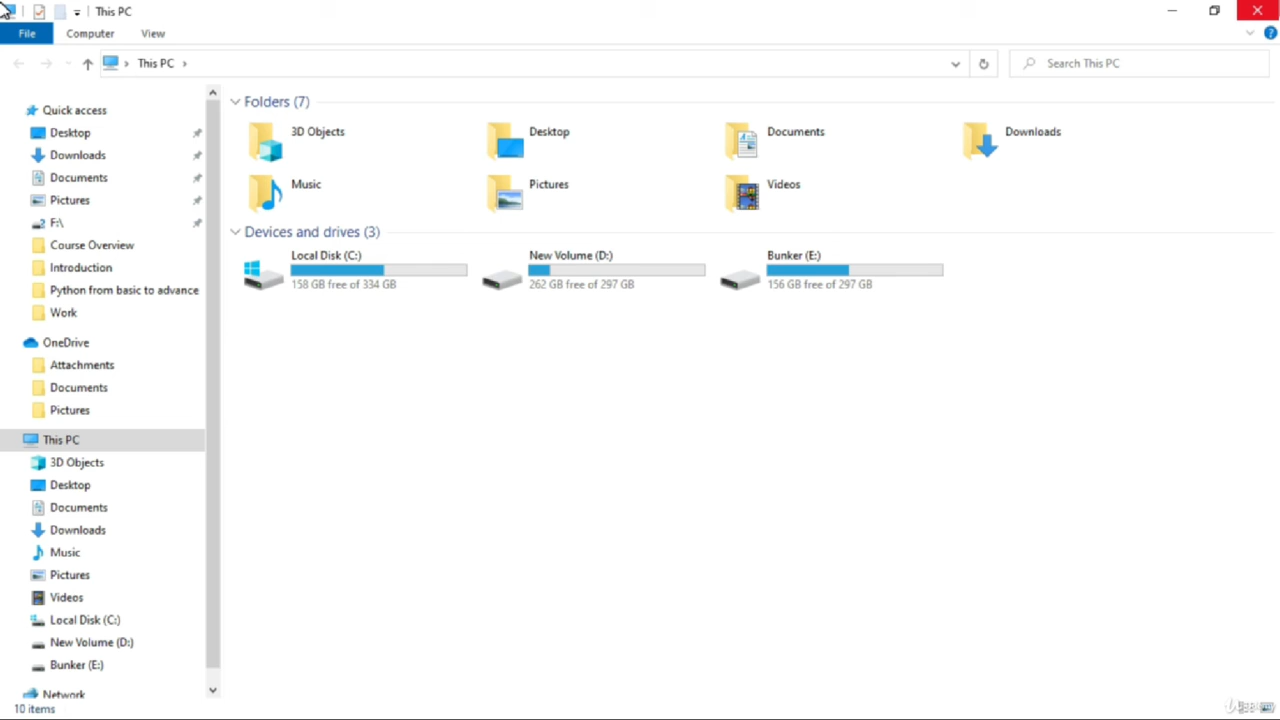 This PC
File Computer View
This PC
Search This PC
Quick access
Desktop
Downloads
Documents
Pictures
F:\
Course Overview
Introduction
Python from basic to advance
Work
OneDrive
Attachments
Documents
Pictures
This PC
3D Objects
Desktop
Documents
Downloads
Music
Pictures
Videos
Local Disk (C:)
New Volume (D:)
Bunker (E:)
Network
Folders (7)
3D Objects
Desktop
Documents
Downloads
Music
Pictures
Videos
Devices and drives (3)
Local Disk (C:)
158 GB free of 334 GB
New Volume (D:)
262 GB free of 297 GB
Bunker (E:)
156 GB free of 297 GB
10 items